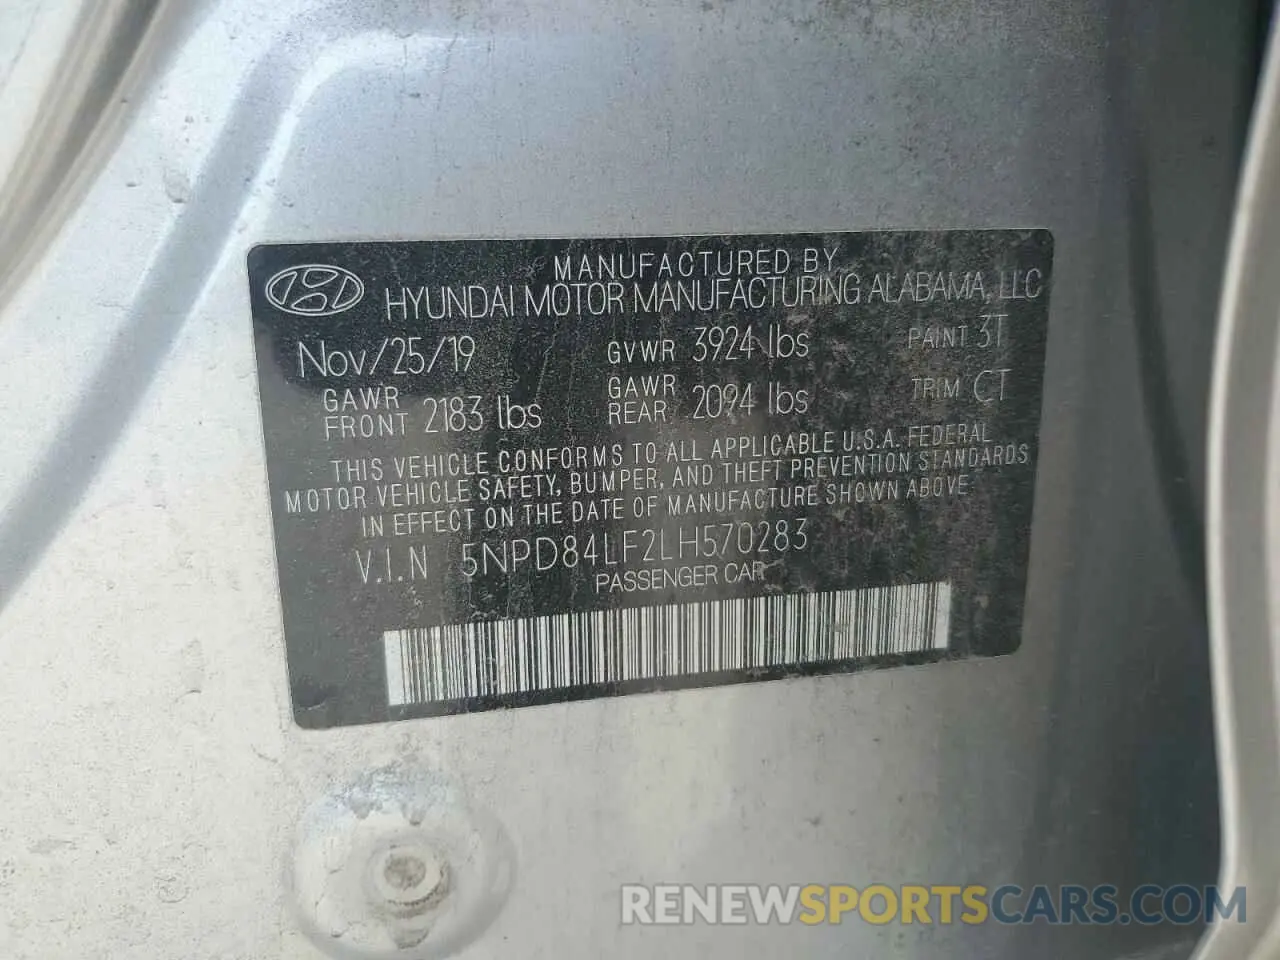 MANUFACTURED BY
HYUNDAI MOTOR MANUFACTURING ALABAMA, LLC
Nov/25/19 GVWR 3924 lbs PAINT 3T
GAWR FRONT 2183 lbs GAWR REAR 2094 lbs TRIM CT
THIS VEHICLE CONFORMS TO ALL APPLICABLE U.S.A. FEDERAL
MOTOR VEHICLE SAFETY, BUMPER, AND THEFT PREVENTION STANDARDS
IN EFFECT ON THE DATE OF MANUFACTURE SHOWN ABOVE
V.I.N 5NPD84LF2LH570283
PASSENGER CAR
RENEWSPORTSCARS.COM